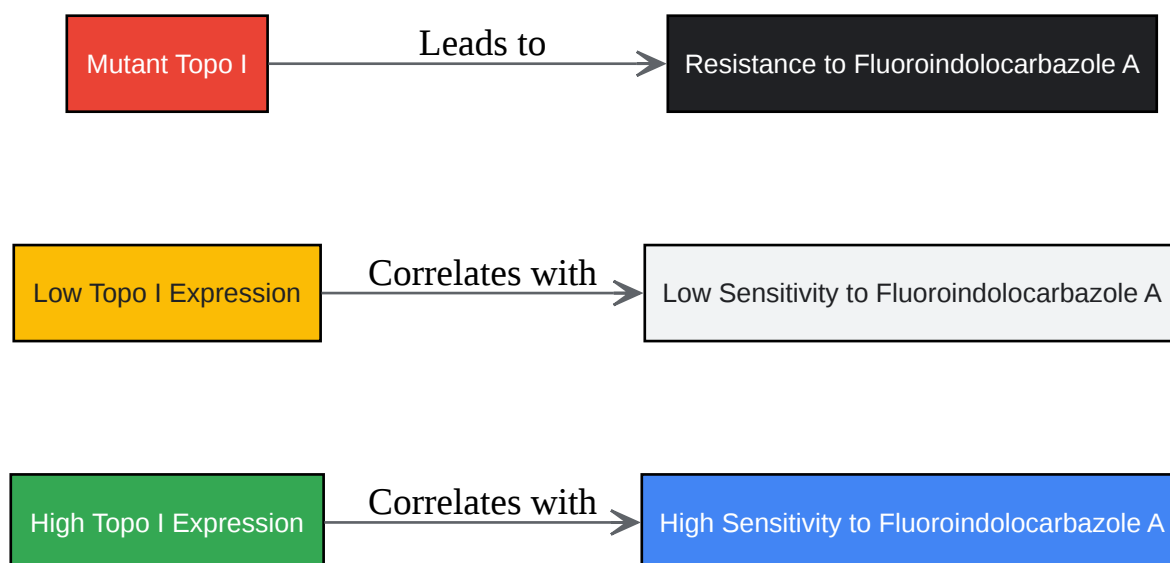 Mutant Topo I
Leads to
Resistance to Fluoroindolocarbazole A
Low Topo I Expression
Correlates with
Low Sensitivity to Fluoroindolocarbazole A
High Topo I Expression
Correlates with
High Sensitivity to Fluoroindolocarbazole A